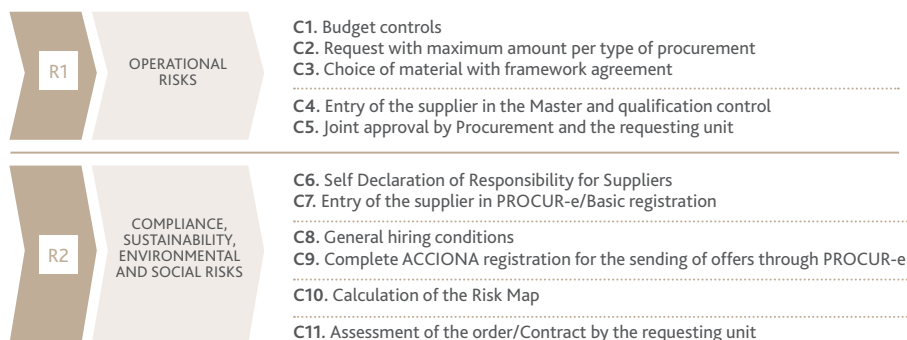 R1
OPERATIONAL
RISKS
C1. Budget controls
C2. Request with maximum amount per type of procurement
C3. Choice of material with framework agreement
C4. Entry of the supplier in the Master and qualification control
C5. Joint approval by Procurement and the requesting unit
R2
COMPLIANCE,
SUSTAINABILITY,
ENVIRONMENTAL
AND SOCIAL RISKS
C6. Self Declaration of Responsibility for Suppliers
C7. Entry of the supplier in PROCUR-e/Basic registration
C8. General hiring conditions
C9. Complete ACCIONA registration for the sending of offers through PROCUR-e
C10. Calculation of the Risk Map
C11. Assessment of the order/Contract by the requesting unit